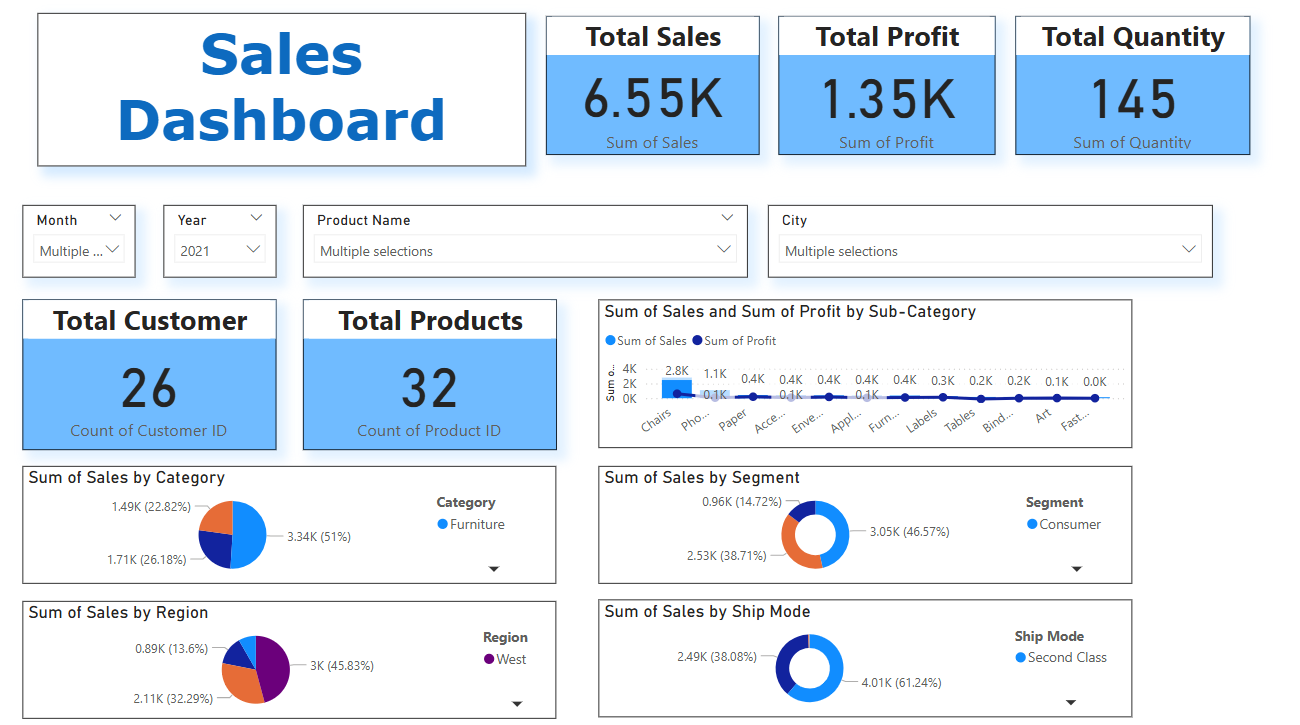 Sales
Dashboard
Total Sales
6.55K
Sum of Sales
Total Profit
1.35K
Sum of Profit
Total Quantity
145
Sum of Quantity
Month
Multiple ...
Year
2021
Product Name
Multiple selections
City
Multiple selections
Total Customer
26
Count of Customer ID
Total Products
32
Count of Product ID
Sum of Sales and Sum of Profit by Sub-Category
Sum of Sales Sum of Profit
Sum o...
4K
2K
0K
2.8K 1.1K 0.4K 0.4K 0.4K 0.4K 0.4K 0.3K 0.2K 0.2K 0.1K 0.0K
0.1K 0.1K 0.1K
Chairs Pho... Paper Acce... Enve... Appl... Furn... Labels Tables Bind... Art Fast...
Sum of Sales by Category
1.49K (22.82%)
3.34K (51%)
1.71K (26.18%)
Category
Furniture
Sum of Sales by Segment
0.96K (14.72%)
3.05K (46.57%)
2.53K (38.71%)
Segment
Consumer
Sum of Sales by Region
0.89K (13.6%)
3K (45.83%)
2.11K (32.29%)
Region
West
Sum of Sales by Ship Mode
2.49K (38.08%)
4.01K (61.24%)
Ship Mode
Second Class